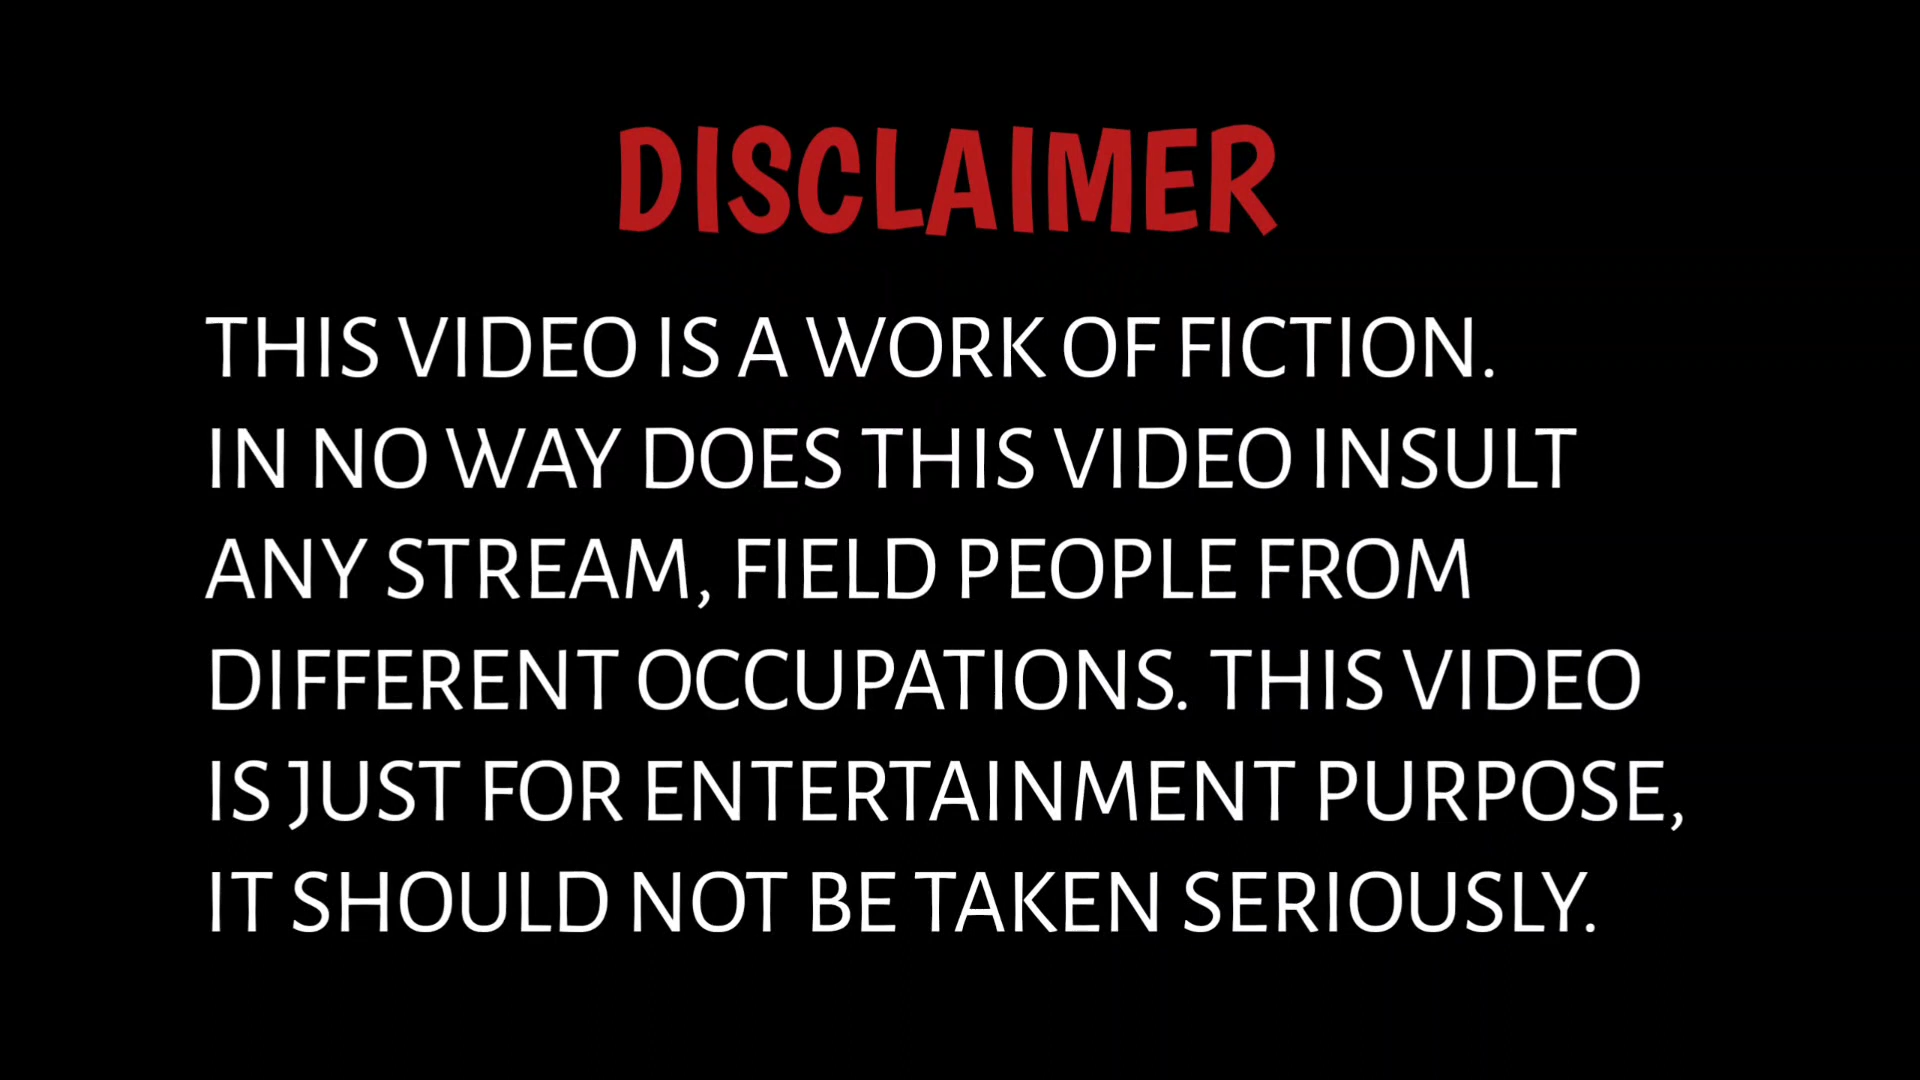 DISCLAIMER
THIS VIDEO IS A WORK OF FICTION.
IN NO WAY DOES THIS VIDEO INSULT
ANY STREAM, FIELD PEOPLE FROM
DIFFERENT OCCUPATIONS. THIS VIDEO
IS JUST FOR ENTERTAINMENT PURPOSE,
IT SHOULD NOT BE TAKEN SERIOUSLY.